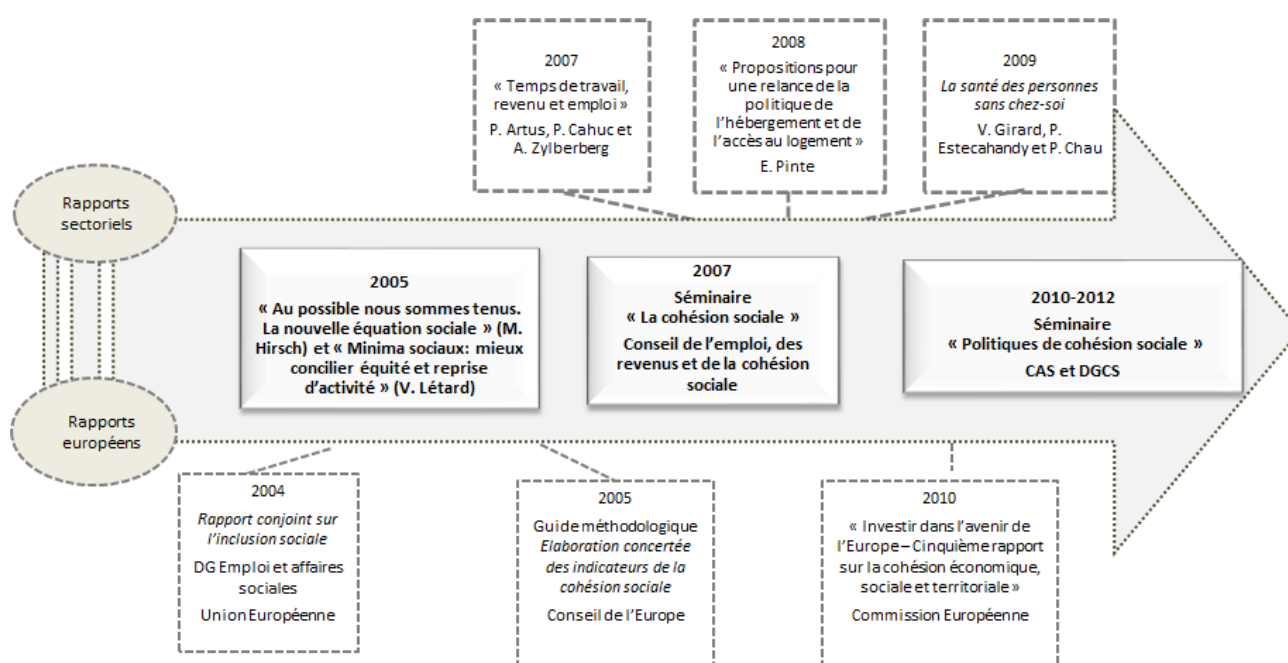 2007
« Temps de travail,
revenu et emploi »
P. Artus, P. Cahuc et
A. Zylberberg
2008
« Propositions pour
une relance de la
politique de
l’hébergement et de
l’accès au logement »
E. Pinte
2009
La santé des personnes
sans chez-soi
V. Girard, P.
Estecahandy et P. Chau
Rapports
sectoriels
2005
« Au possible nous sommes tenus.
La nouvelle équation sociale » (M.
Hirsch) et « Minima sociaux: mieux
concilier équité et reprise
d’activité » (V. Létard)
2007
Séminaire
« La cohésion sociale »
Conseil de l’emploi, des
revenus et de la cohésion
sociale
2010-2012
Séminaire
« Politiques de cohésion sociale »
CAS et DGCS
Rapports
européens
2004
Rapport conjoint sur
l’inclusion sociale
DG Emploi et affaires
sociales
Union Européenne
2005
Guide méthodologique
Elaboration concertée
des indicateurs de la
cohésion sociale
Conseil de l’Europe
2010
« Investir dans l’avenir de
l’Europe – Cinquième rapport
sur la cohésion économique,
sociale et territoriale »
Commission Européenne